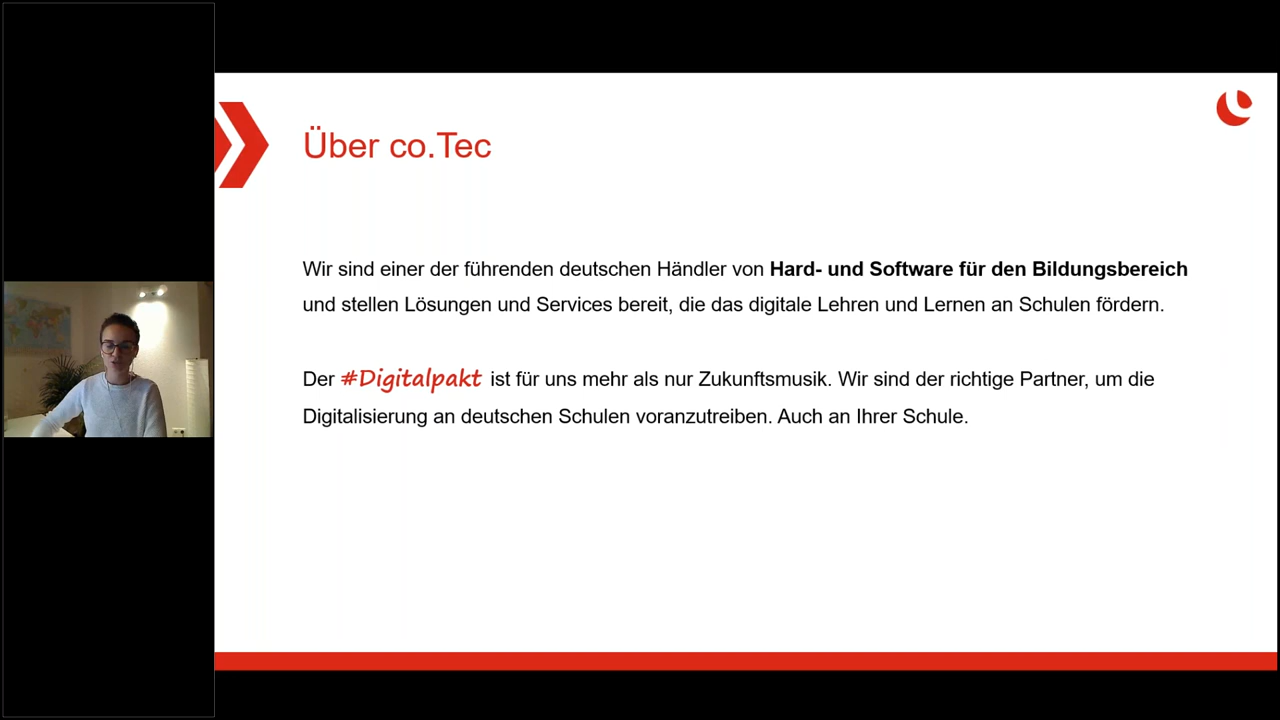 Über co.Tec
Wir sind einer der führenden deutschen Händler von Hard- und Software für den Bildungsbereich
und stellen Lösungen und Services bereit, die das digitale Lehren und Lernen an Schulen fördern.
Der #Digitalpakt ist für uns mehr als nur Zukunftsmusik. Wir sind der richtige Partner, um die
Digitalisierung an deutschen Schulen voranzutreiben. Auch an Ihrer Schule.